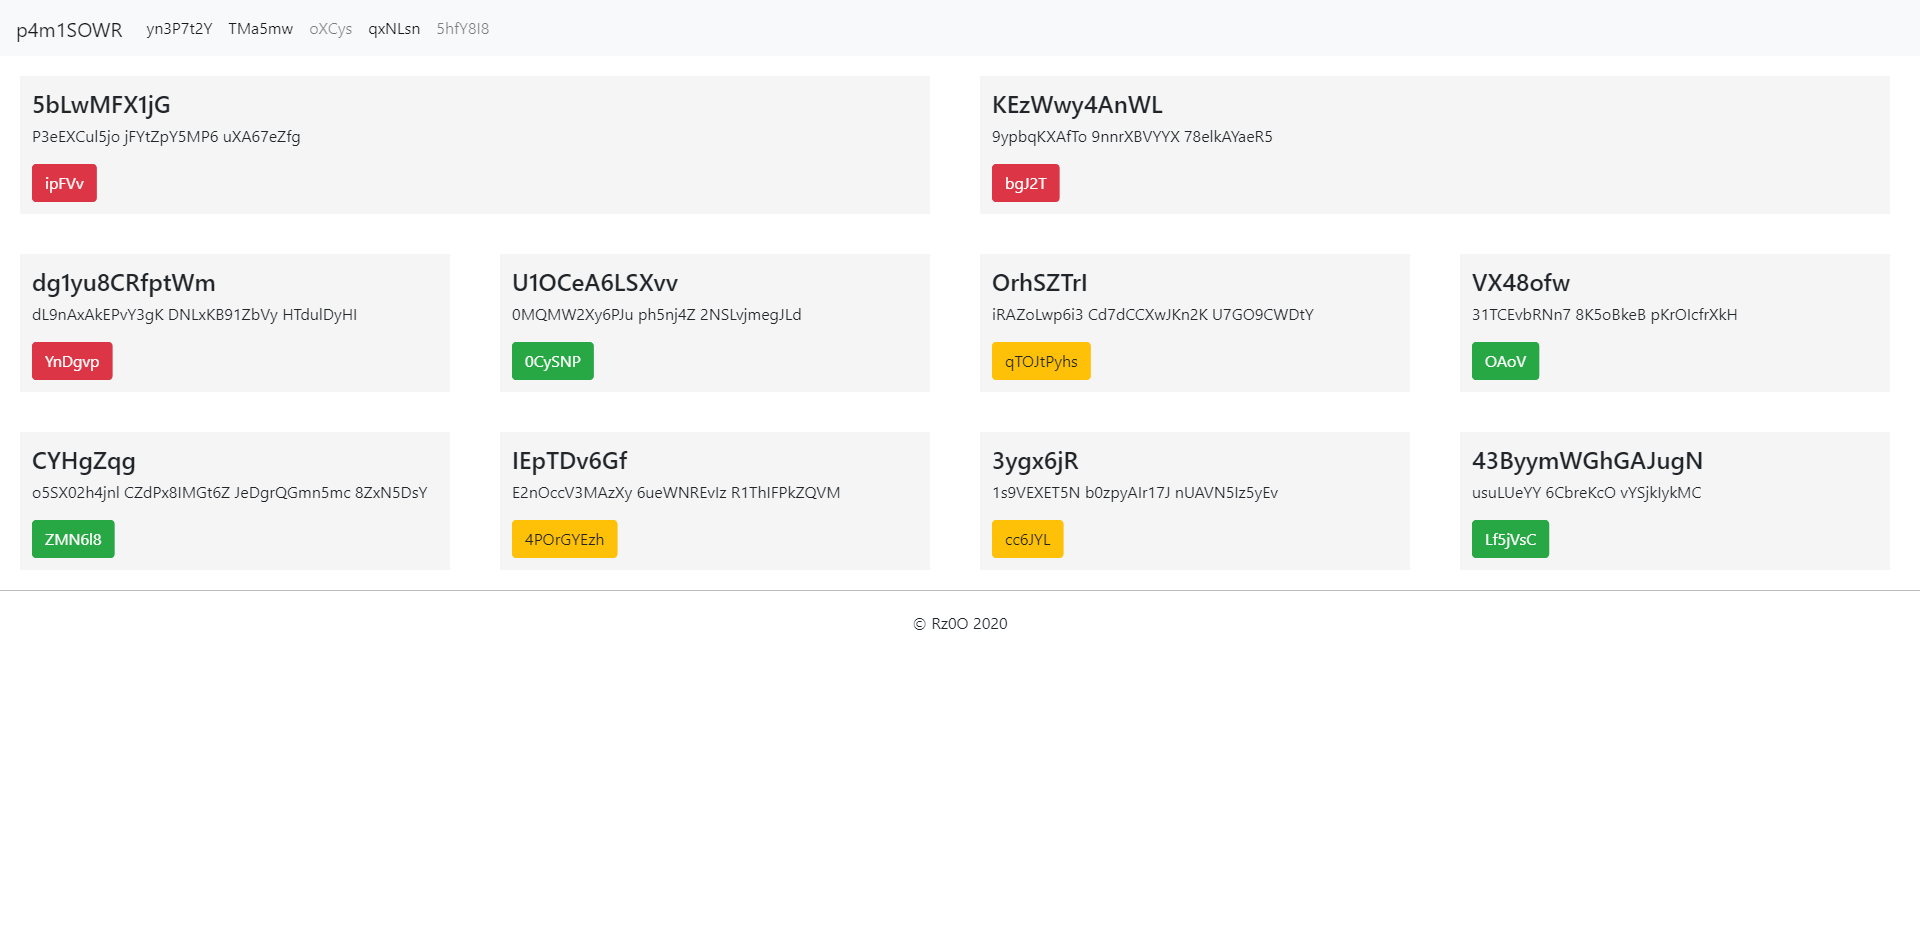 p4m1SOWR yn3P7t2Y TMa5mw oXCys qxNLsn 5hfY8I8
5bLwMFX1jG
P3eEXCul5jo jFYtZpY5MP6 uXA67eZfg
ipFVv
KEzWwy4AnWL
9ypbqKXAfTo 9nnrXBVYYX 78elkAYaeR5
bgJ2T
dg1yu8CRfptWm
dL9nAxAkEPvY3gK DNLxKB91ZbVy HTdulDyHI
YnDgvp
U1OCeA6LSXvv
0MQMW2Xy6PJu ph5nj4Z 2NSLvjmegJLd
0CySNP
OrhSZTrI
iRAZoLwp6i3 Cd7dCCXwJKn2K U7GO9CWDtY
qTOJtPyhs
VX48ofw
31TCEvbRNn7 8K5oBkeB pKrOIcfrXkH
OAoV
CYHgZqg
o5SX02h4jnl CZdPx8IMGt6Z JeDgrQGmn5mc 8ZxN5DsY
ZMN6l8
IEpTDv6Gf
E2nOccV3MAzXy 6ueWNREvIz R1ThIFPkZQVM
4POrGYEzh
3ygx6jR
1s9VEXET5N b0zpyAIr17J nUAVN5Iz5yEv
cc6JYL
43ByymWGhGAJugN
usuLUeYY 6CbreKcO vYSjkIykMC
Lf5jVsC
© Rz0O 2020